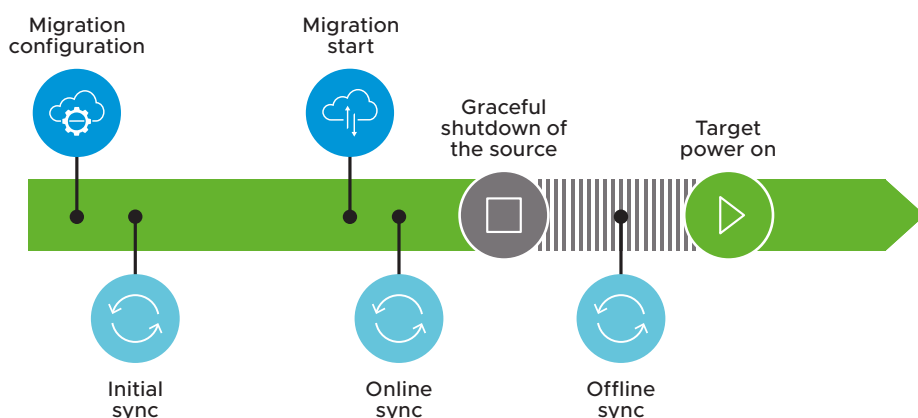 Migration
configuration
Migration
start
Graceful
shutdown of
the source
Target
power on
Initial
sync
Online
sync
Offline
sync